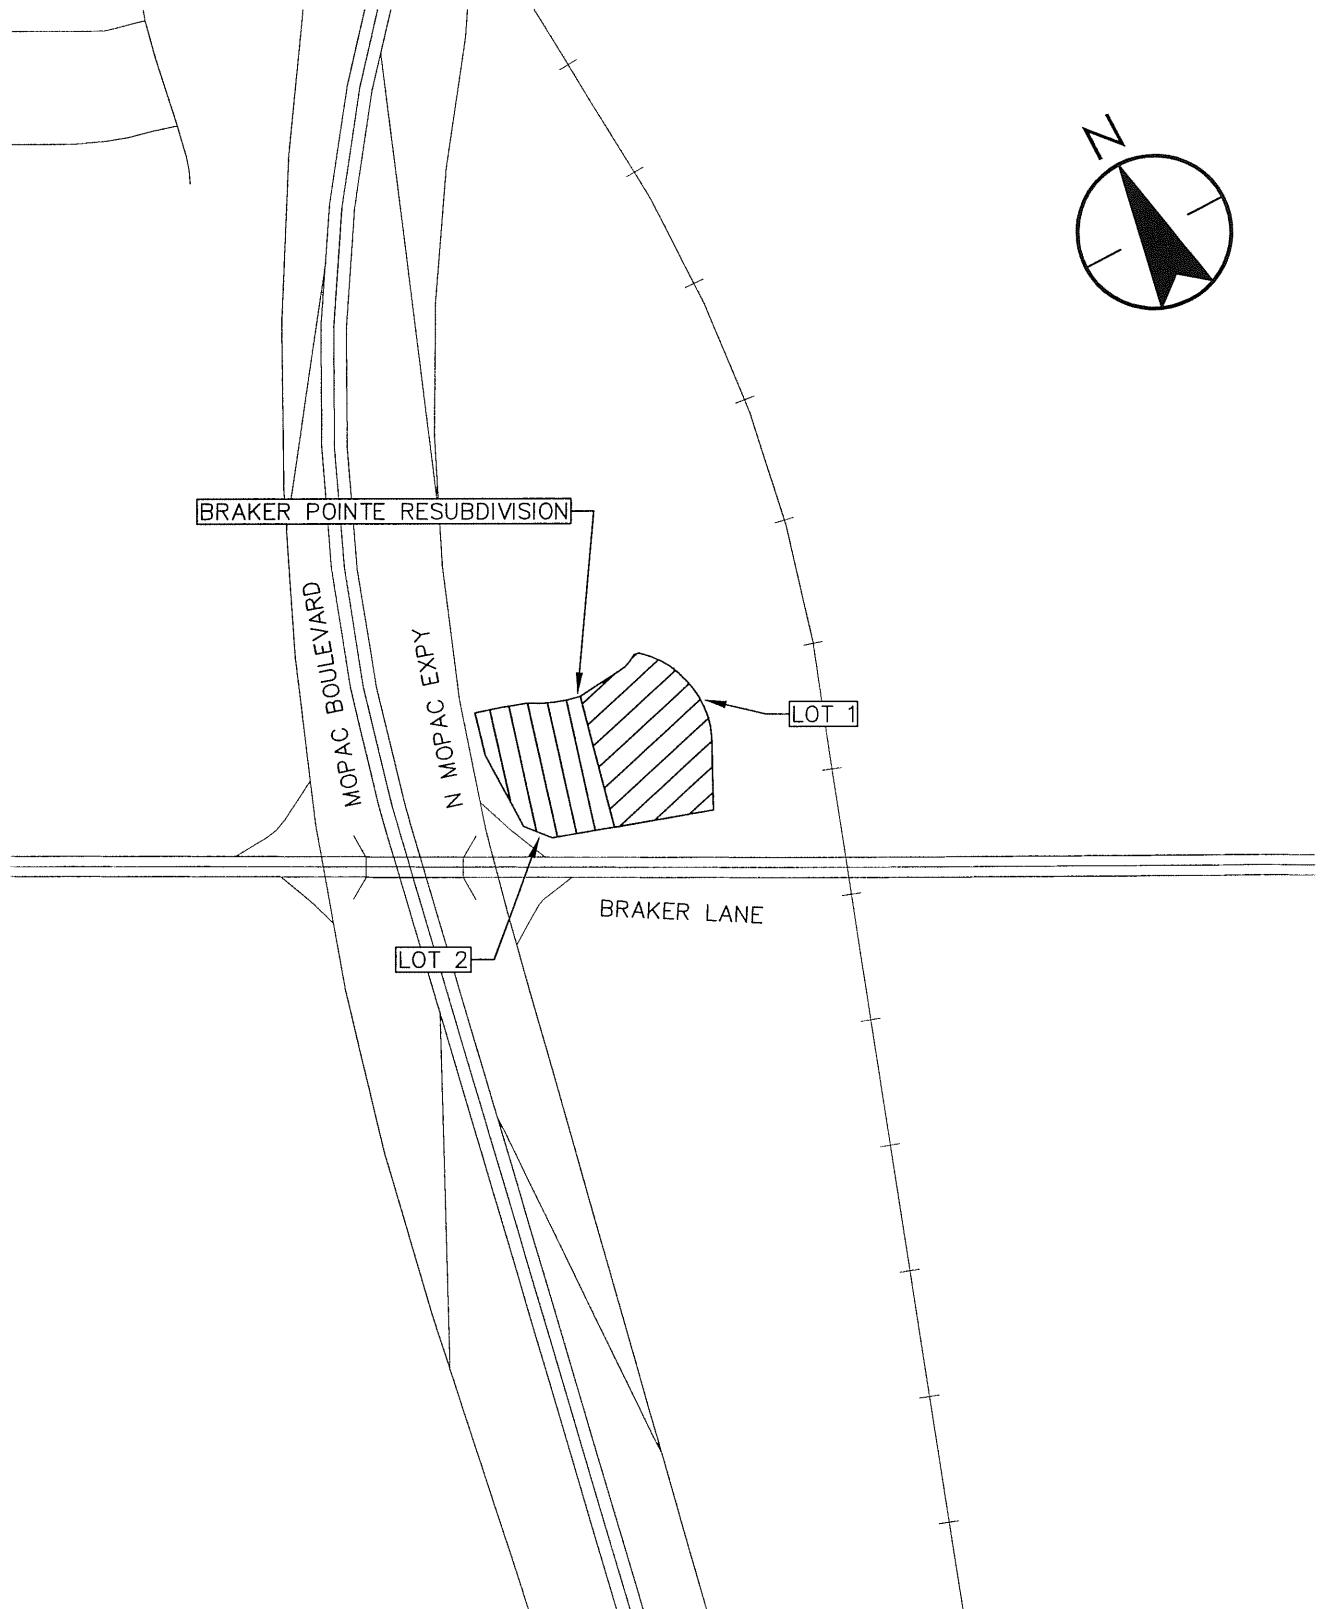 N
BRAKER POINTE RESUBDIVISION
MOPAC BOULEVARD
N MOPAC EXPY
LOT 1
BRAKER LANE
LOT 2